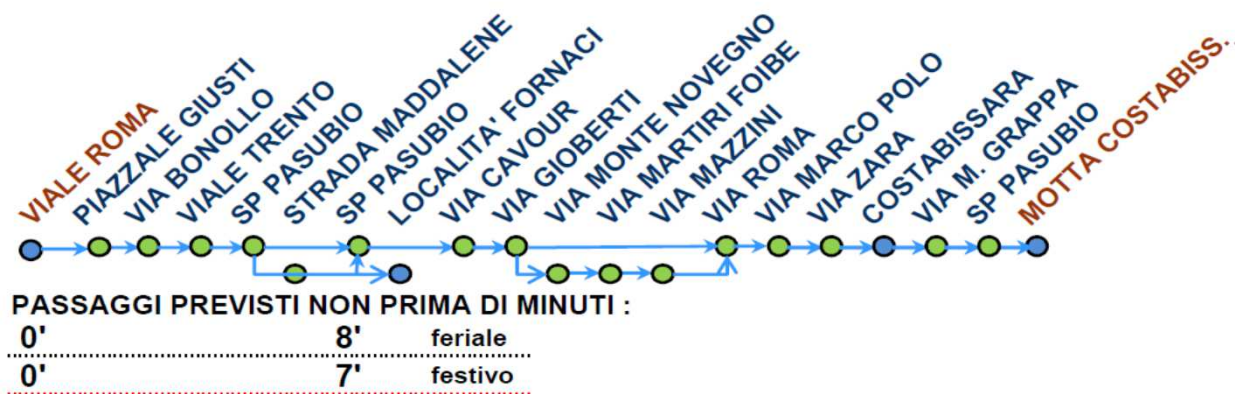 VIALE ROMA
PIAZZALE GIUSTI
VIA BONOLLO
VIALE TRENTO
SP PASUBIO
STRADA MADDALENE
SP PASUBIO
LOCALITA' FORNACI
VIA CAVOUR
VIA GIOBERTI
VIA MONTE NOVEGNO
VIA MARTIRI FOIBE
VIA MAZZINI
VIA ROMA
VIA MARCO POLO
VIA ZARA
COSTABISSARA
VIA M. GRAPPA
SP PASUBIO
MOTTA COSTABISS.
PASSAGGI PREVISTI NON PRIMA DI MINUTI :
0' 8' feriale
0' 7' festivo